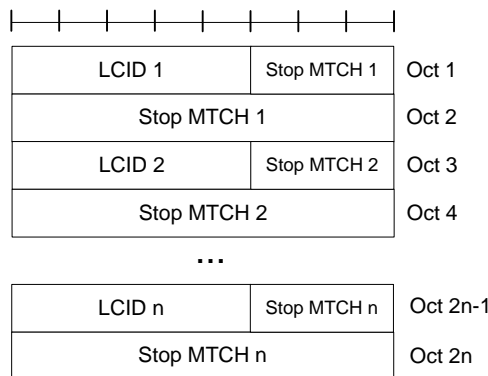 LCID 1 Stop MTCH 1 Oct 1
Stop MTCH 1 Oct 2
LCID 2 Stop MTCH 2 Oct 3
Stop MTCH 2 Oct 4
...
LCID n Stop MTCH n Oct 2n-1
Stop MTCH n Oct 2n